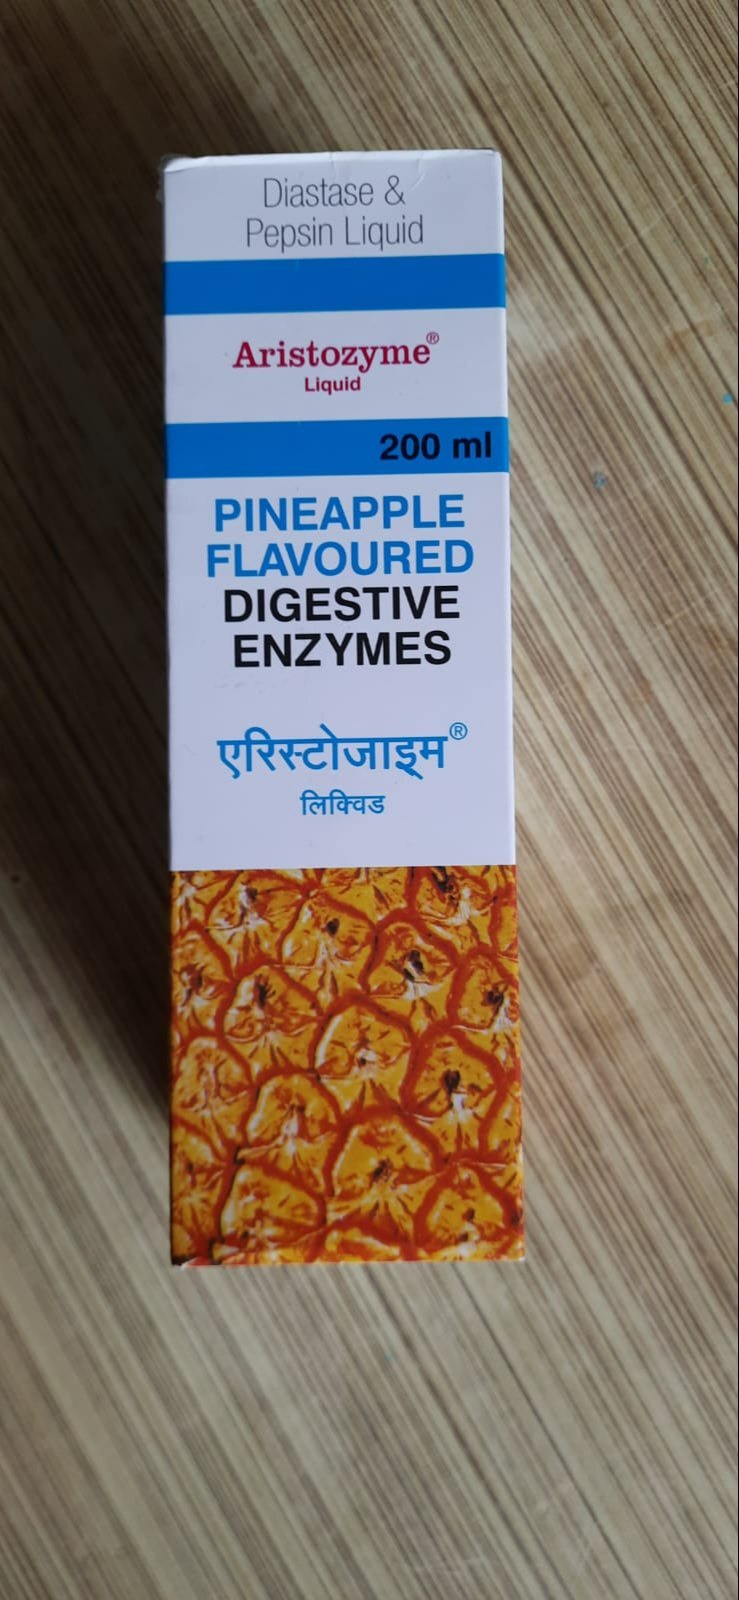 Diastase &
Pepsin Liquid
Aristozyme®
Liquid
200 ml
PINEAPPLE
FLAVOURED
DIGESTIVE
ENZYMES
एरिस्टोजाइम®
लिक्विड